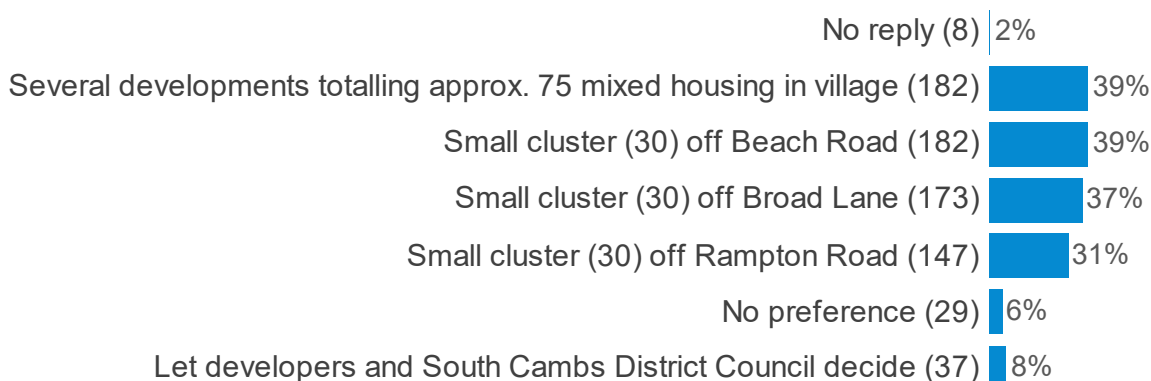 No reply (8) 2%
Several developments totalling approx. 75 mixed housing in village (182) 39%
Small cluster (30) off Beach Road (182) 39%
Small cluster (30) off Broad Lane (173) 37%
Small cluster (30) off Rampton Road (147) 31%
No preference (29) 6%
Let developers and South Cambs District Council decide (37) 8%